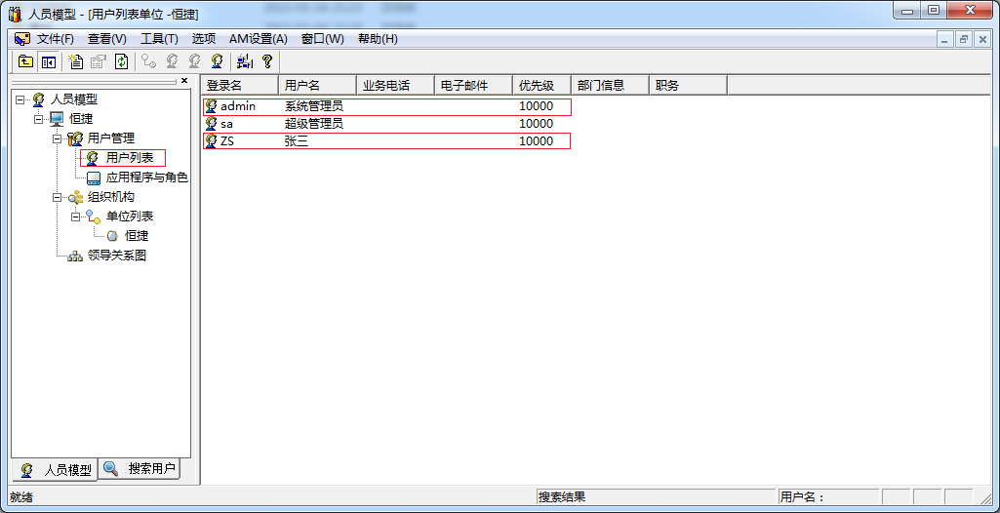 人员模型 - [用户列表单位 -恒捷]
文件(F) 查看(V) 工具(T) 选项 AM设置(A) 窗口(W) 帮助(H)
人员模型
恒捷
用户管理
用户列表
应用程序与角色
组织机构
单位列表
恒捷
领导关系图
人员模型 搜索用户
登录名 用户名 业务电话 电子邮件 优先级 部门信息 职务
admin 系统管理员 10000
sa 超级管理员 10000
ZS 张三 10000
就绪 搜索结果 用户名：